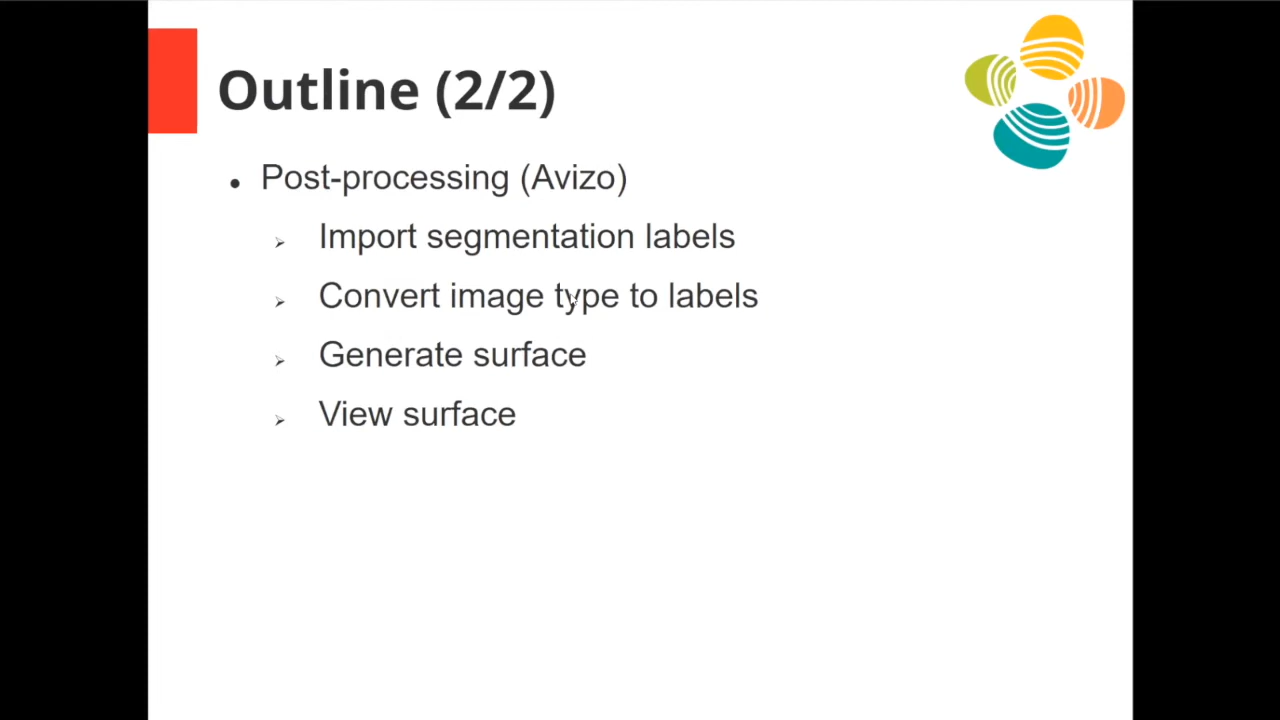 Outline (2/2)
● Post-processing (Avizo)
➢ Import segmentation labels
➢ Convert image type to labels
➢ Generate surface
➢ View surface